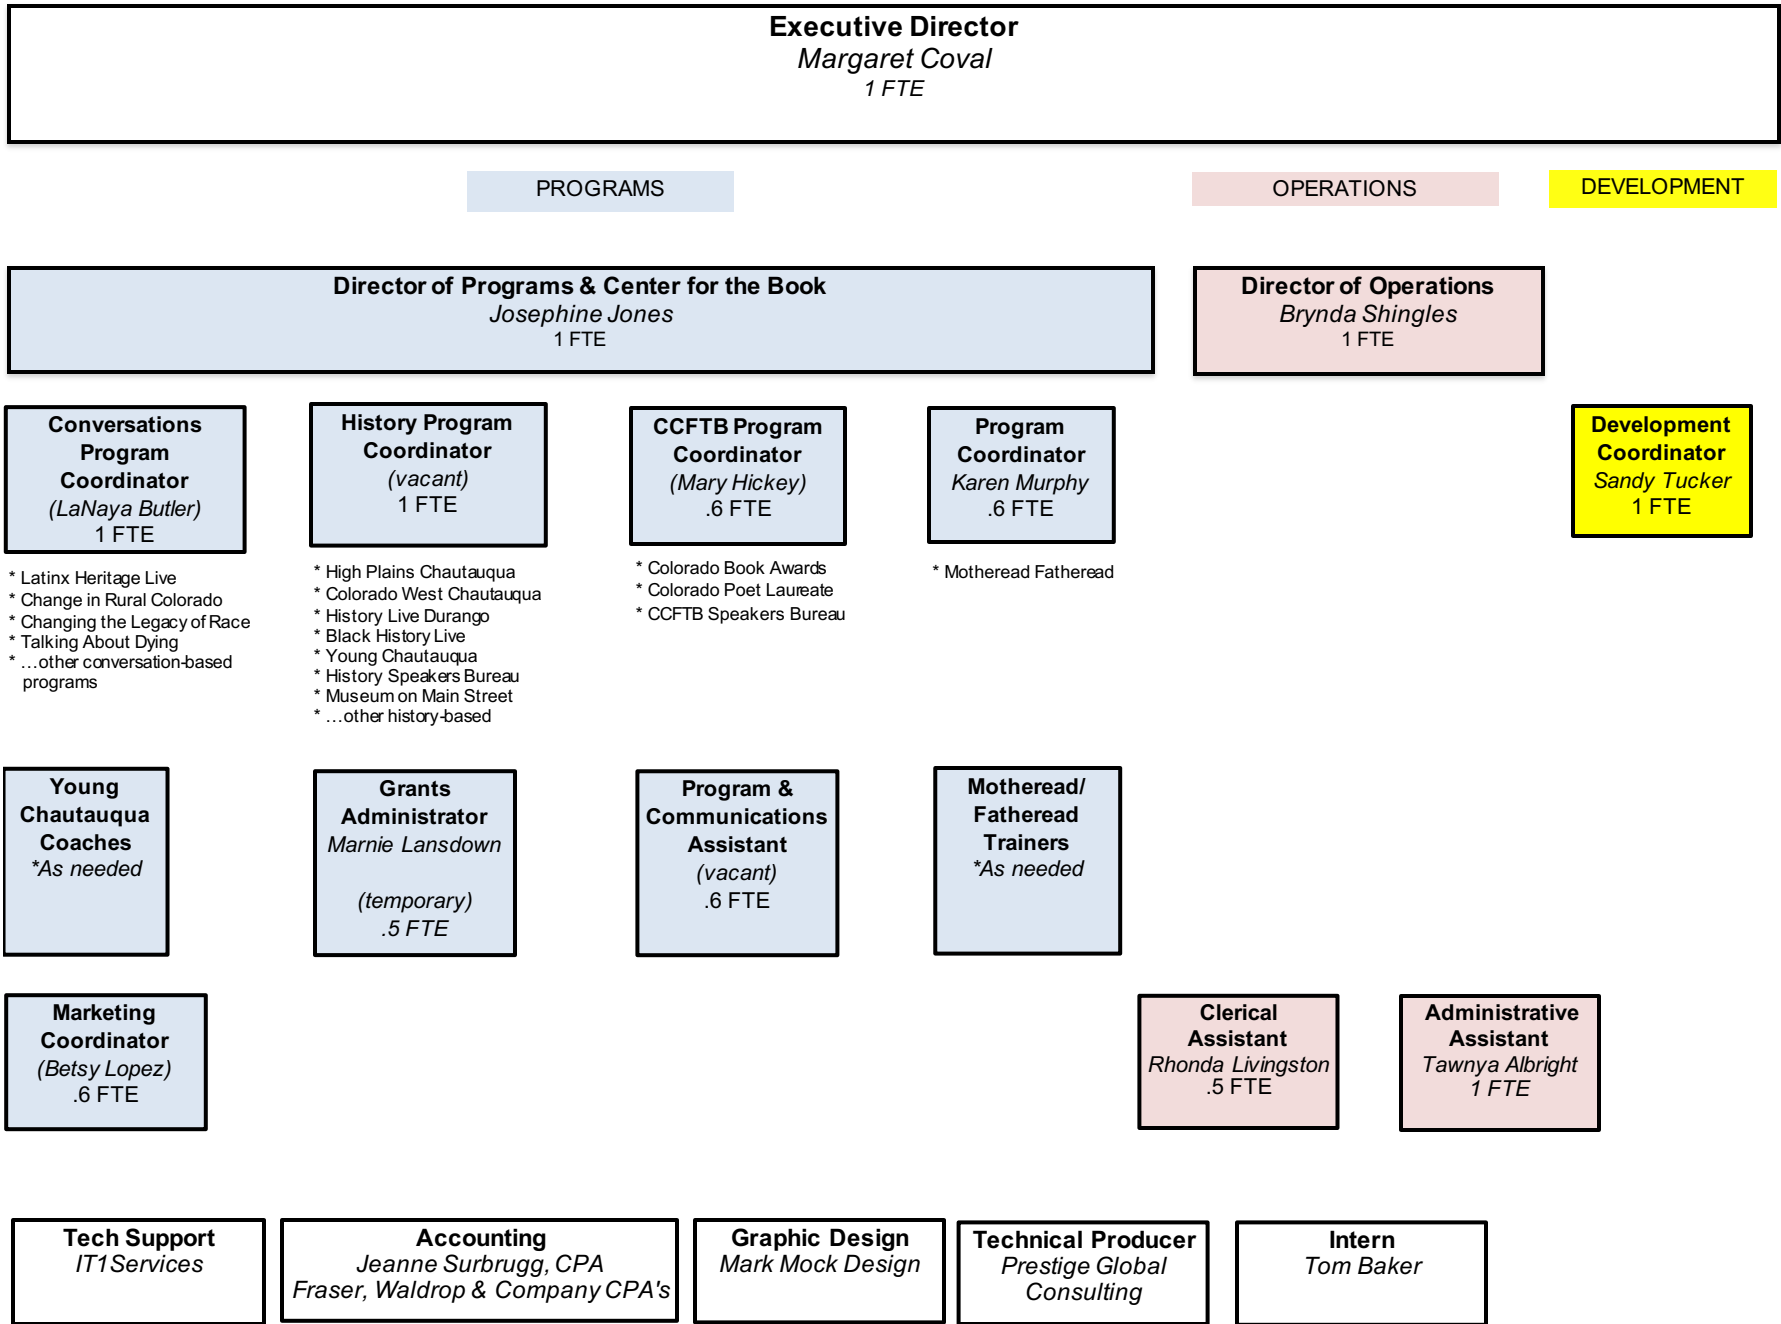 Executive Director
Margaret Coval
1 FTE
PROGRAMS
OPERATIONS
DEVELOPMENT
Director of Programs & Center for the Book
Josephine Jones
1 FTE
Director of Operations
Brynda Shingles
1 FTE
Conversations
Program
Coordinator
(LaNaya Butler)
1 FTE
History Program
Coordinator
(vacant)
1 FTE
CCFTB Program
Coordinator
(Mary Hickey)
.6 FTE
Program
Coordinator
Karen Murphy
.6 FTE
Development
Coordinator
Sandy Tucker
1 FTE
* Latinx Heritage Live
* Change in Rural Colorado
* Changing the Legacy of Race
* Talking About Dying
* …other conversation-based
programs
* High Plains Chautauqua
* Colorado West Chautauqua
* History Live Durango
* Black History Live
* Young Chautauqua
* History Speakers Bureau
* Museum on Main Street
* …other history-based
* Colorado Book Awards
* Colorado Poet Laureate
* CCFTB Speakers Bureau
* Motheread Fatheread
Young
Chautauqua
Coaches
*As needed
Grants
Administrator
Marnie Lansdown
(temporary)
.5 FTE
Program &
Communications
Assistant
(vacant)
.6 FTE
Motheread/
Fatheread
Trainers
*As needed
Marketing
Coordinator
(Betsy Lopez)
.6 FTE
Clerical
Assistant
Rhonda Livingston
.5 FTE
Administrative
Assistant
Tawnya Albright
1 FTE
Tech Support
IT1Services
Accounting
Jeanne Surbrugg, CPA
Fraser, Waldrop & Company CPA's
Graphic Design
Mark Mock Design
Technical Producer
Prestige Global
Consulting
Intern
Tom Baker